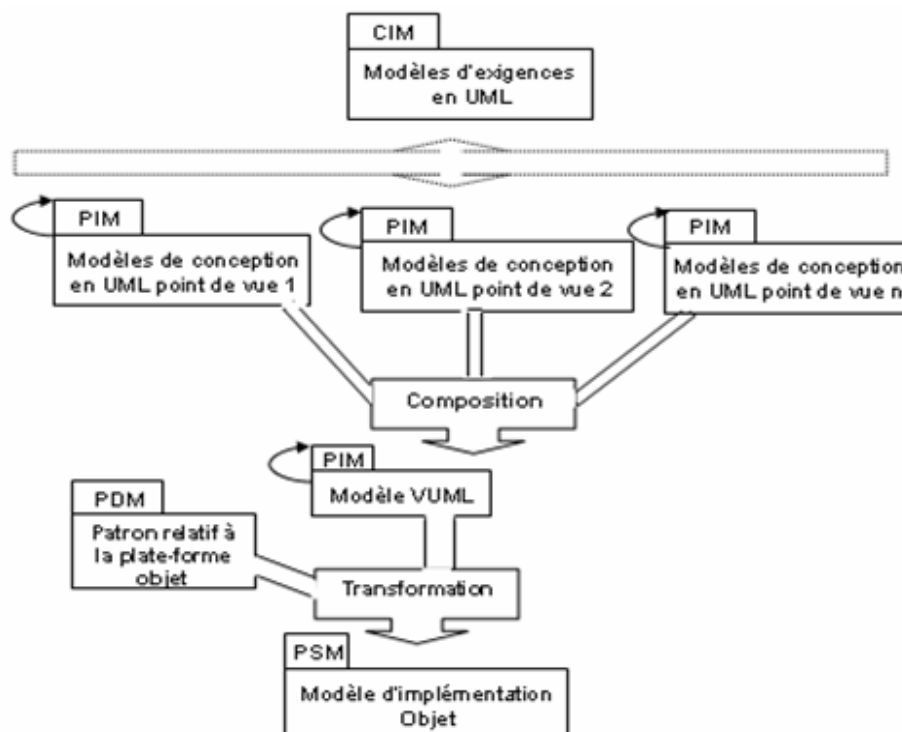 CIM
Modèles d'exigences
en UML
PIM
Modèles de conception
en UML point de vue 1
PIM
Modèles de conception
en UML point de vue 2
PIM
Modèles de conception
en UML point de vue n
Composition
PIM
Modèle VUML
PDM
Patron relatif à
la plate-forme
objet
Transformation
PSM
Modèle d'implémentation
Objet